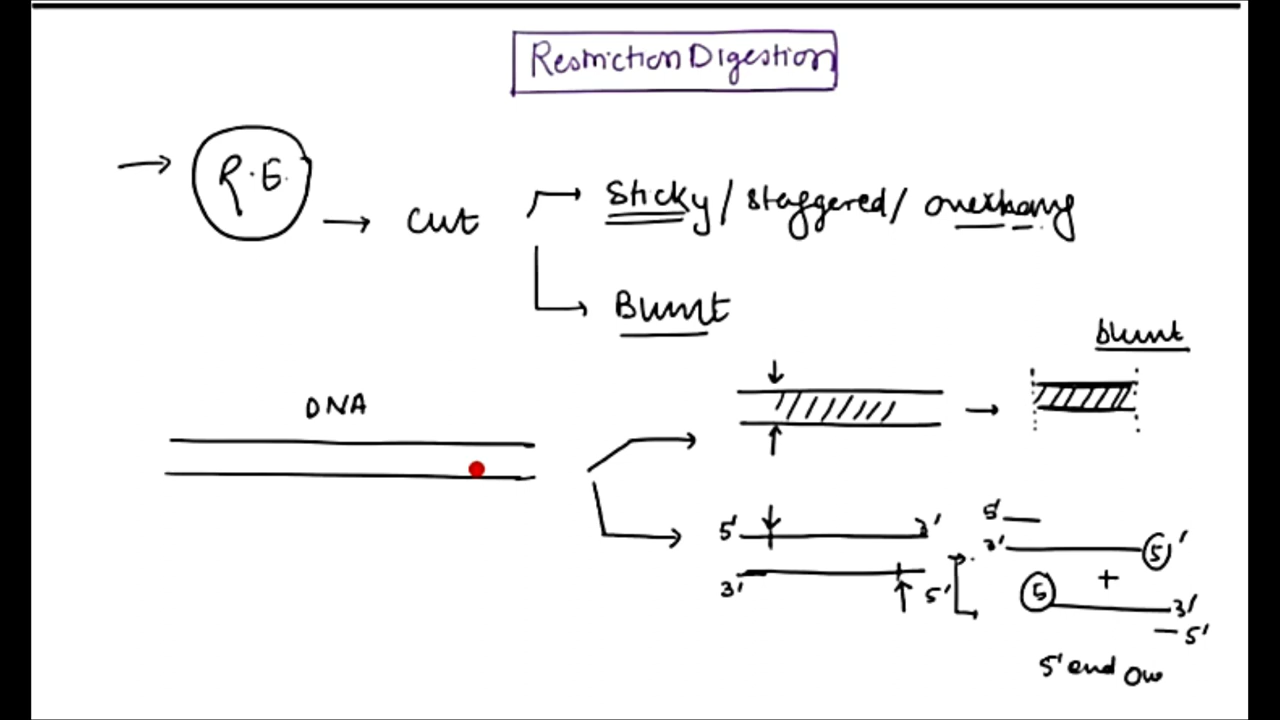 Restriction Digestion
R.E.
cut
Sticky / staggered / overhang
Blunt
blunt
DNA
5' 3'
3' 5'
5'
3' 5'
+
5 3'
5'
5' end ove